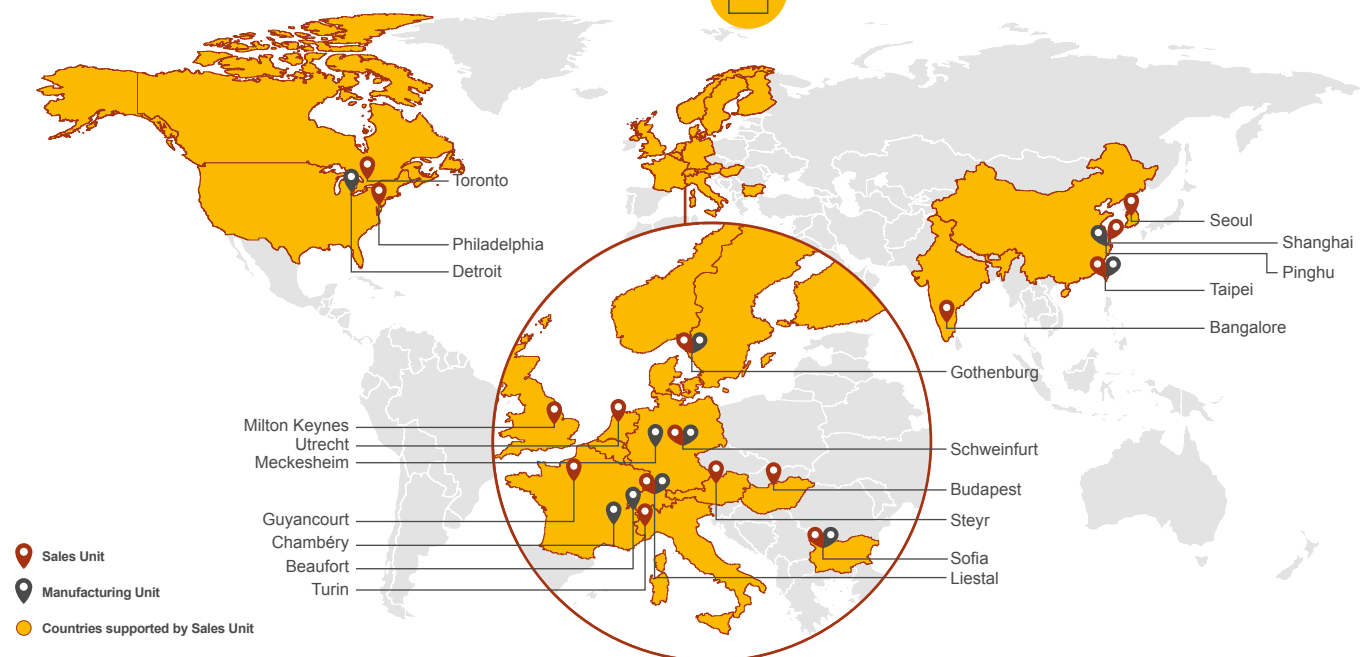 Toronto
Philadelphia
Detroit
Seoul
Shanghai
Pinghu
Taipei
Bangalore
Gothenburg
Milton Keynes
Utrecht
Meckesheim
Schweinfurt
Budapest
Guyancourt
Steyr
Chambéry
Sofia
Beaufort
Liestal
Turin
Sales Unit
Manufacturing Unit
Countries supported by Sales Unit